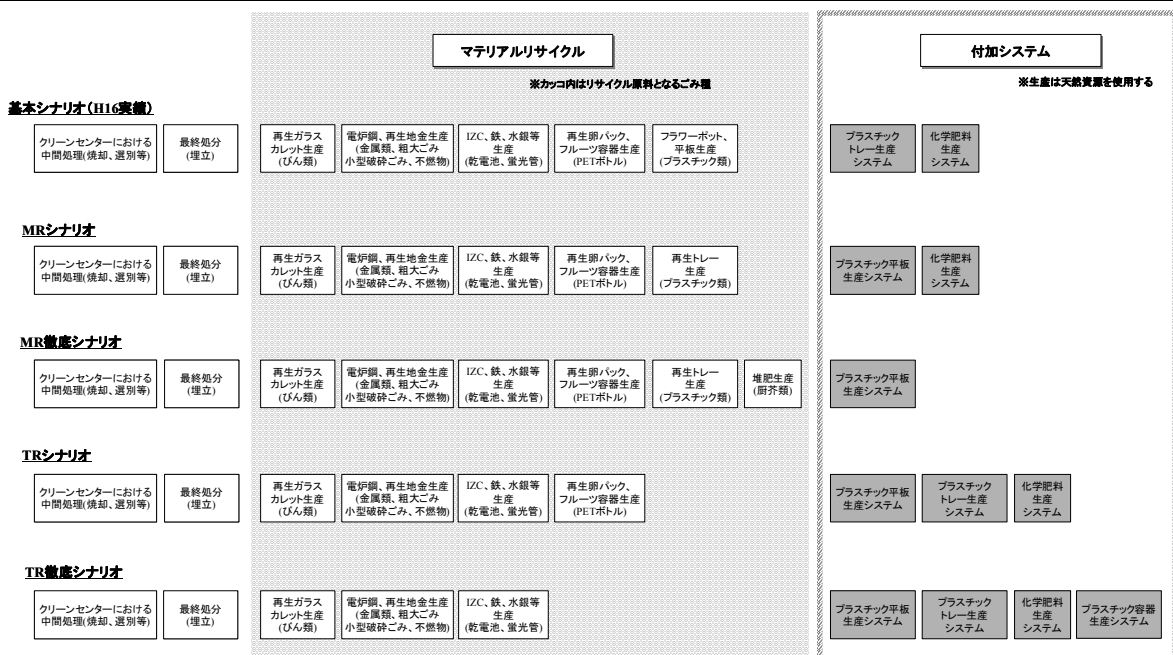 マテリアルリサイクル
付加システム
※カッコ内はリサイクル原料となるごみ種
※生産は天然資源を使用する
基本シナリオ(H16実績)
クリーンセンターにおける
中間処理(焼却、選別等)
最終処分
(埋立)
再生ガラス
カレット生産
(びん類)
電炉鋼、再生地金生産
(金属類、粗大ごみ
小型破砕ごみ、不燃物)
IZC、鉄、水銀等
生産
(乾電池、蛍光管)
再生卵パック、
フルーツ容器生産
(PETボトル)
フラワーポット、
平板生産
(プラスチック類)
プラスチック
トレー生産
システム
化学肥料
生産
システム
MRシナリオ
クリーンセンターにおける
中間処理(焼却、選別等)
最終処分
(埋立)
再生ガラス
カレット生産
(びん類)
電炉鋼、再生地金生産
(金属類、粗大ごみ
小型破砕ごみ、不燃物)
IZC、鉄、水銀等
生産
(乾電池、蛍光管)
再生卵パック、
フルーツ容器生産
(PETボトル)
再生トレー
生産
(プラスチック類)
プラスチック平板
生産システム
化学肥料
生産
システム
MR徹底シナリオ
クリーンセンターにおける
中間処理(焼却、選別等)
最終処分
(埋立)
再生ガラス
カレット生産
(びん類)
電炉鋼、再生地金生産
(金属類、粗大ごみ
小型破砕ごみ、不燃物)
IZC、鉄、水銀等
生産
(乾電池、蛍光管)
再生卵パック、
フルーツ容器生産
(PETボトル)
再生トレー
生産
(プラスチック類)
堆肥生産
(厨芥類)
プラスチック平板
生産システム
TRシナリオ
クリーンセンターにおける
中間処理(焼却、選別等)
最終処分
(埋立)
再生ガラス
カレット生産
(びん類)
電炉鋼、再生地金生産
(金属類、粗大ごみ
小型破砕ごみ、不燃物)
IZC、鉄、水銀等
生産
(乾電池、蛍光管)
再生卵パック、
フルーツ容器生産
(PETボトル)
プラスチック平板
生産システム
プラスチック
トレー生産
システム
化学肥料
生産
システム
TR徹底シナリオ
クリーンセンターにおける
中間処理(焼却、選別等)
最終処分
(埋立)
再生ガラス
カレット生産
(びん類)
電炉鋼、再生地金生産
(金属類、粗大ごみ
小型破砕ごみ、不燃物)
IZC、鉄、水銀等
生産
(乾電池、蛍光管)
プラスチック平板
生産システム
プラスチック
トレー生産
システム
化学肥料
生産
システム
プラスチック容器
生産システム